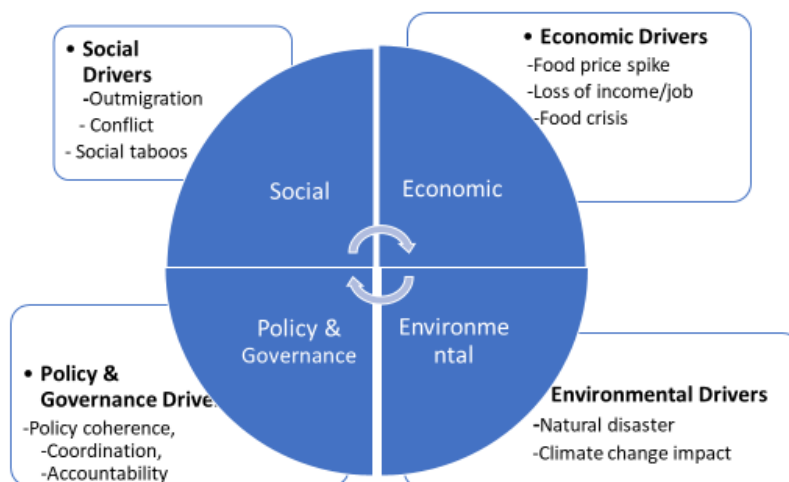 • Social
Drivers
-Outmigration
- Conflict
- Social taboos
• Economic Drivers
-Food price spike
-Loss of income/job
-Food crisis
Social
Economic
Policy &
Governance
Environme
ntal
• Policy &
Governance Drive
-Policy coherence,
-Coordination,
-Accountability
Environmental Drivers
-Natural disaster
-Climate change impact